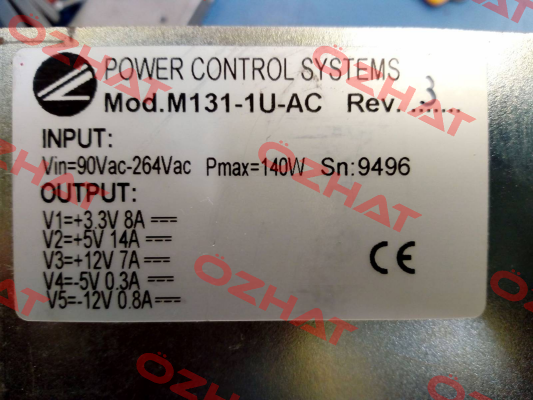 POWER CONTROL SYSTEMS
Mod.M131-1U-AC Rev. 3
INPUT:
Vin=90Vac-264Vac Pmax=140W Sn:9496
OUTPUT:
V1=+3.3V 8A
V2=+5V 14A
V3=+12V 7A
V4=-5V 0.3A
V5=-12V 0.8A
CE
OZHAT
OZHAT
OZHAT
OZHAT
OZHAT
OZHAT
OZHAT